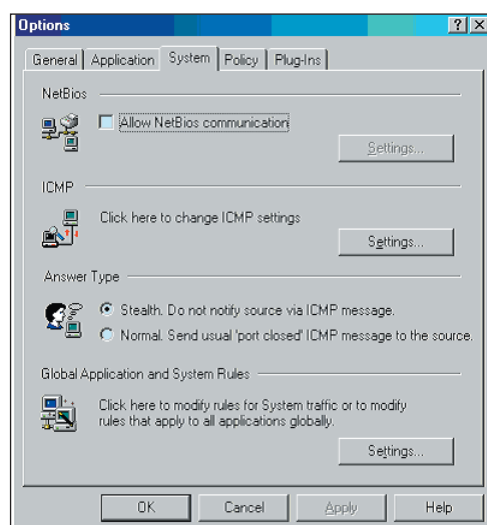 Options
General Application System Policy Plug-Ins
NetBios
Allow NetBios communication
Settings...
ICMP
Click here to change ICMP settings
Settings...
Answer Type
Stealth. Do not notify source via ICMP message.
Normal. Send usual 'port closed' ICMP message to the source.
Global Application and System Rules
Click here to modify rules for System traffic or to modify
rules that apply to all applications globally.
Settings...
OK Cancel Apply Help